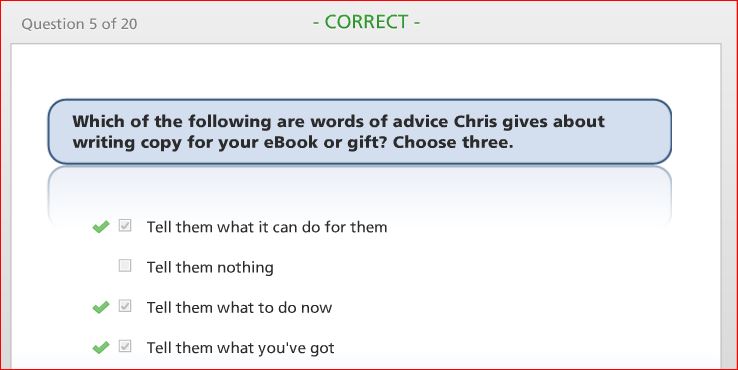 Question 5 of 20
- CORRECT -
Which of the following are words of advice Chris gives about
writing copy for your eBook or gift? Choose three.
Tell them what it can do for them
Tell them nothing
Tell them what to do now
Tell them what you've got